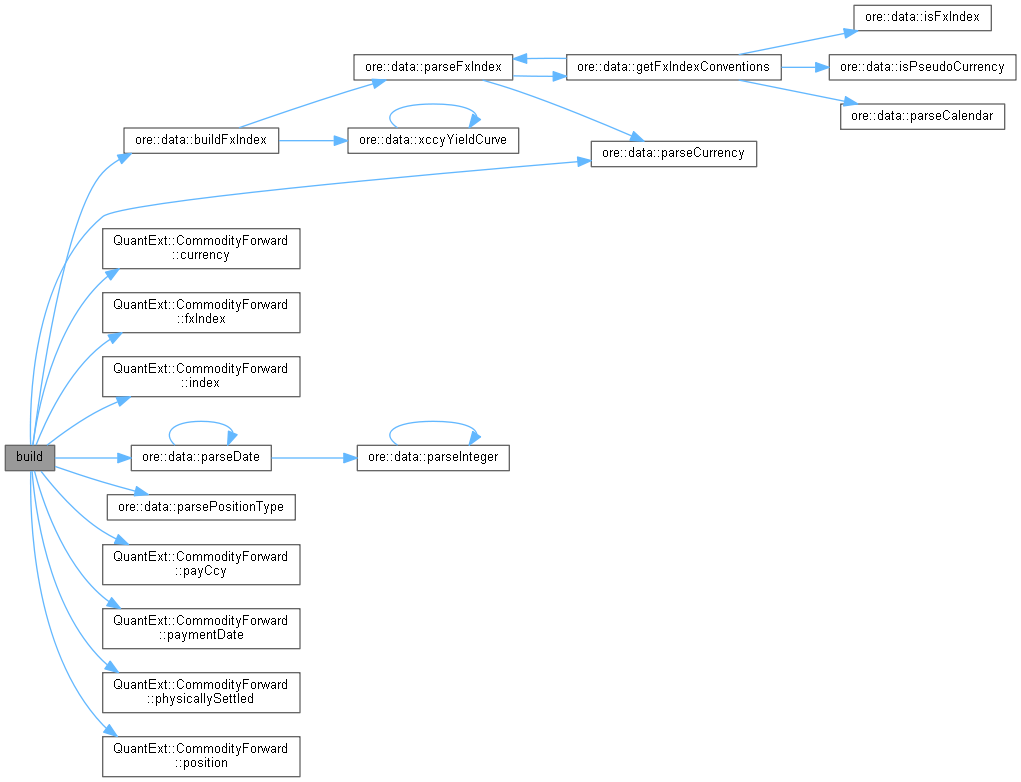 ore::data::isFxIndex
ore::data::parseFxIndex
ore::data::getFxIndexConventions
ore::data::isPseudoCurrency
ore::data::parseCalendar
ore::data::buildFxIndex
ore::data::xccyYieldCurve
ore::data::parseCurrency
QuantExt::CommodityForward
::currency
QuantExt::CommodityForward
::fxIndex
QuantExt::CommodityForward
::index
build
ore::data::parseDate
ore::data::parseInteger
ore::data::parsePositionType
QuantExt::CommodityForward
::payCcy
QuantExt::CommodityForward
::paymentDate
QuantExt::CommodityForward
::physicallySettled
QuantExt::CommodityForward
::position